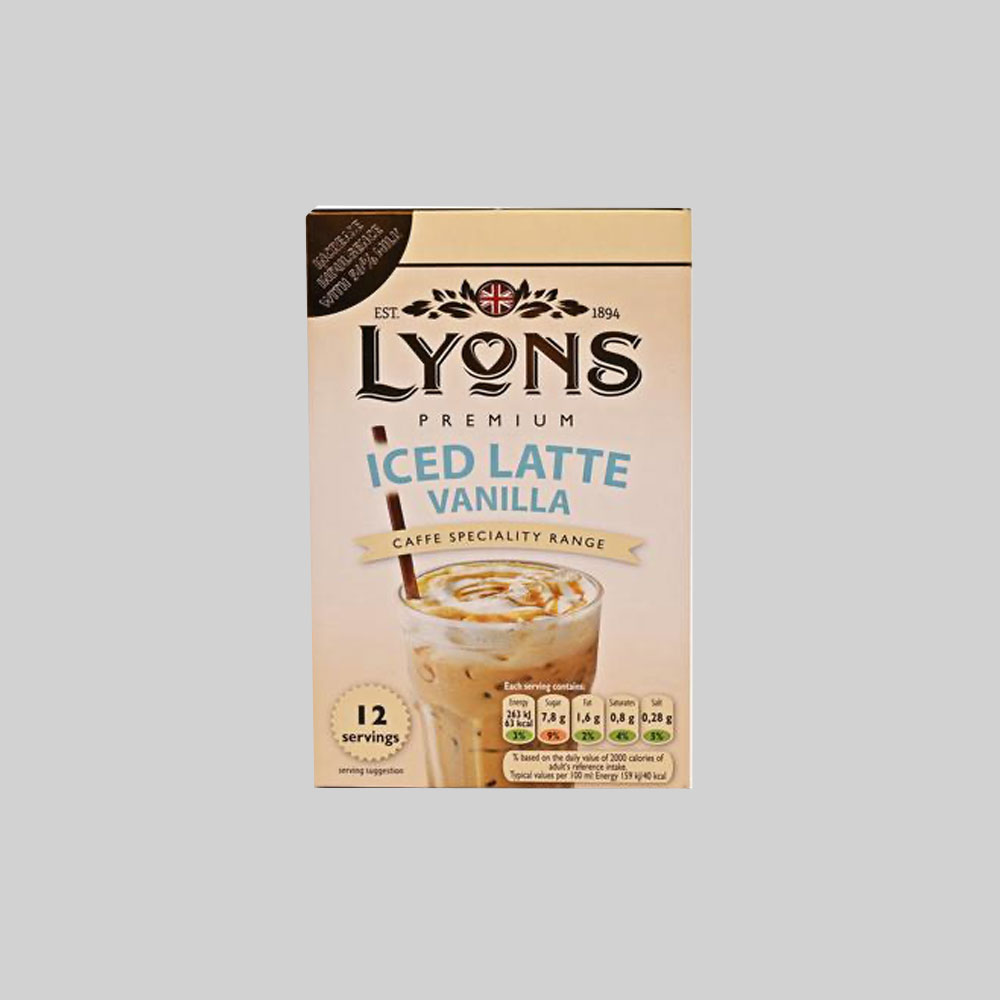 WITH 50% MILK
EST.
1894
LYONS
PREMIUM
ICED LATTE
VANILLA
CAFFE SPECIALITY RANGE
Each serving contains:
Energy Sugar Fat Saturates Salt
263 kJ
63 kcal 7,8 g 1,6 g 0,8 g 0,28 g
3% 9% 2% 4% 5%
12
servings
% based on the daily value of 2000 calories of
adult's reference intake.
Typical values per 100 ml: Energy 159 kJ/40 kcal
serving suggestion